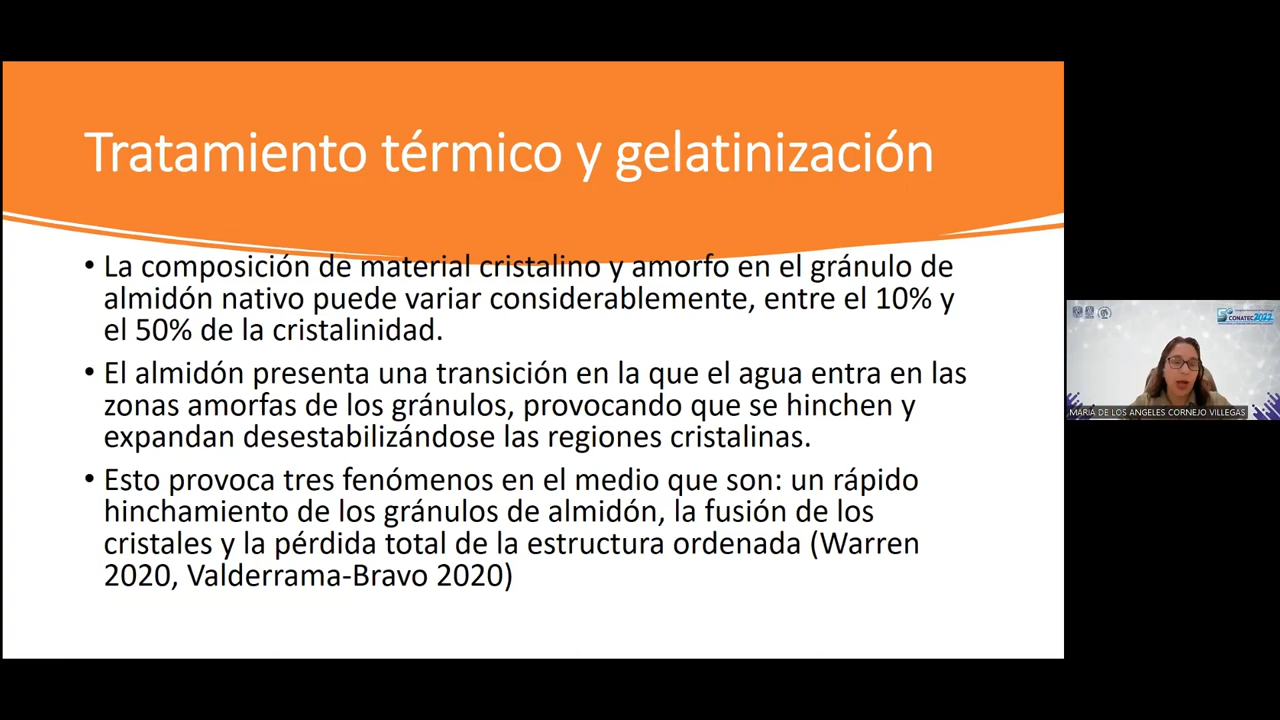 Tratamiento térmico y gelatinización
• La composición de material cristalino y amorfo en el gránulo de
almidón nativo puede variar considerablemente, entre el 10% y
el 50% de la cristalinidad.
• El almidón presenta una transición en la que el agua entra en las
zonas amorfas de los gránulos, provocando que se hinchen y
expandan desestabilizándose las regiones cristalinas.
• Esto provoca tres fenómenos en el medio que son: un rápido
hinchamiento de los gránulos de almidón, la fusión de los
cristales y la pérdida total de la estructura ordenada (Warren
2020, Valderrama-Bravo 2020)
CONATEC
MARIA DE LOS ANGELES CORNEJO VILLEGAS